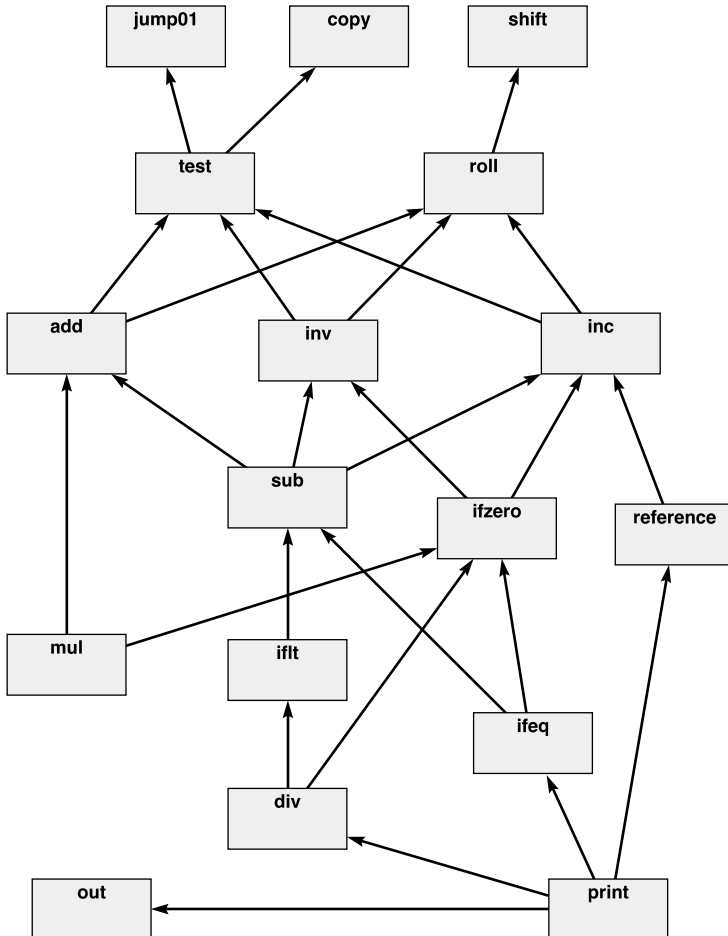 jump01
copy
shift
test
roll
add
inv
inc
sub
ifzero
reference
mul
iflt
ifeq
div
out
print